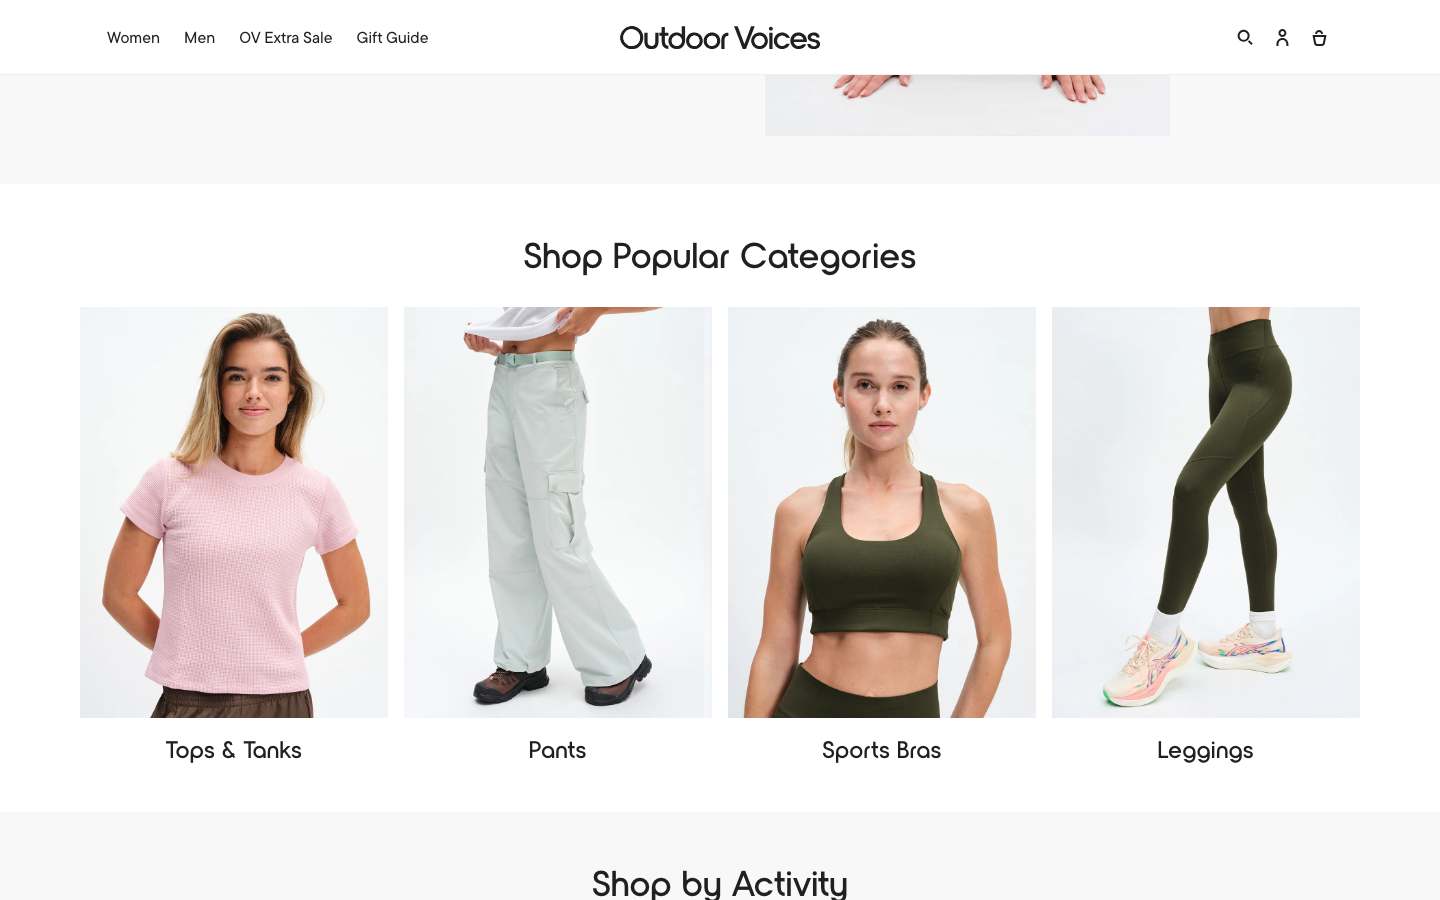 Women Men OV Extra Sale Gift Guide Outdoor Voices
Shop Popular Categories
Tops & Tanks
Pants
Sports Bras
Leggings
Shop by Activity